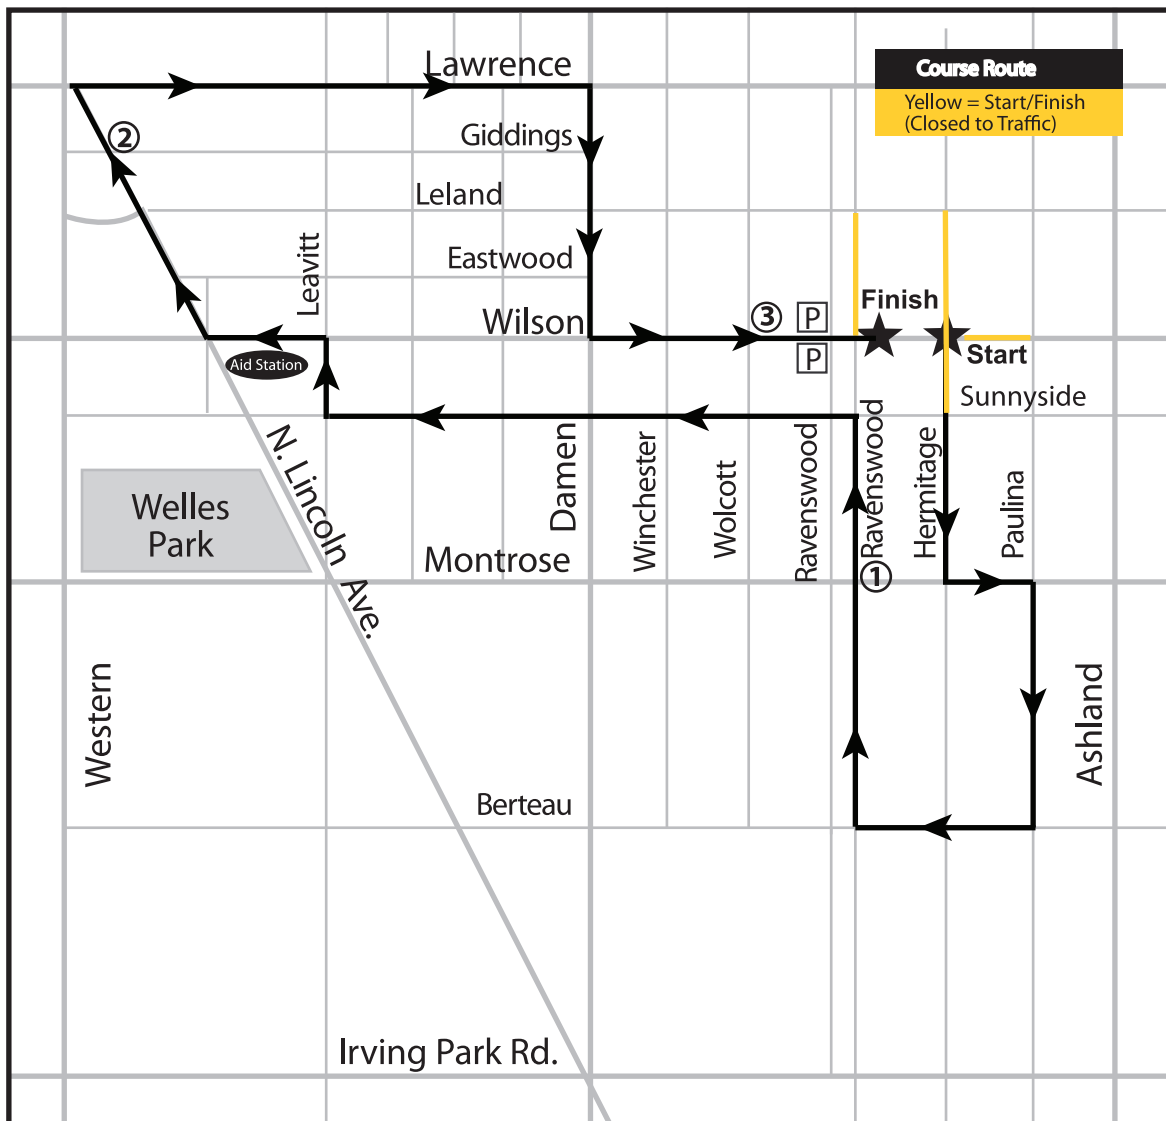 Lawrence
Course Route
Yellow = Start/Finish
(Closed to Traffic)
2
Giddings
Leland
Leavitt
Eastwood
Finish
Wilson
3
P
Start
P
Aid Station
Sunnyside
N. Lincoln Ave.
Damen
Winchester
Wolcott
Ravenswood
Ravenswood
Hermitage
Paulina
Welles
Park
Montrose
1
Western
Ashland
Berteau
Irving Park Rd.